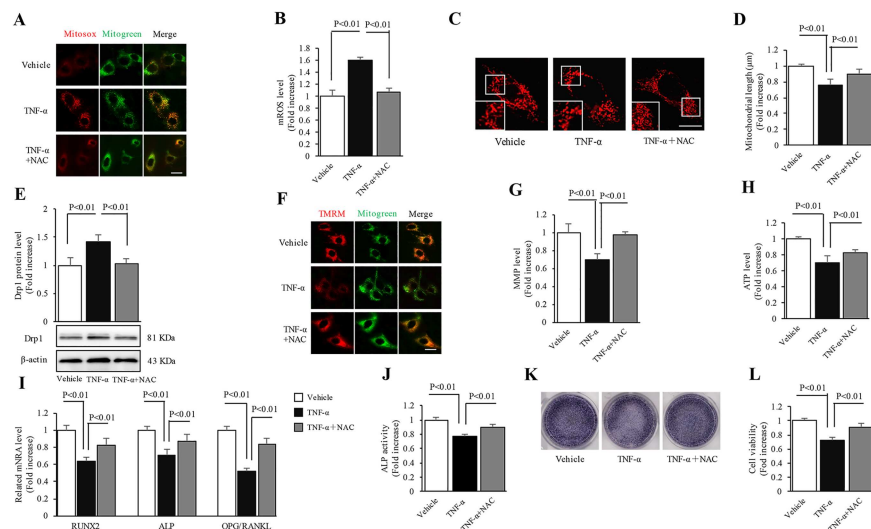 A
Mitosox Mitogreen Merge
Vehicle
TNF-α
TNF-α
+NAC
B
P<0.01 P<0.01
mROS level
(Fold increase)
1.8
1.6
1.4
1.2
1
0.8
0.6
0.4
0.2
0
Vehicle
TNF-α
TNF-α+NAC
C
Vehicle TNF-α TNF-α+NAC
D
P<0.01
P<0.01
Mitochondrial length (μm)
(Fold increase)
1.2
1
0.8
0.6
0.4
0.2
0
Vehicle
TNF-α
TNF-α+NAC
E
P<0.01 P<0.01
Drp1 protein level
(Fold increase)
2
1.5
1
0.5
0
Drp1 81 KDa
β-actin 43 KDa
Vehicle TNF-α TNF-α+NAC
F
TMRM Mitogreen Merge
Vehicle
TNF-α
TNF-α
+NAC
G
P<0.01 P<0.01
MMP level
(Fold increase)
1.2
1
0.8
0.6
0.4
0.2
0
Vehicle
TNF-α
TNF-α+NAC
H
P<0.01
P<0.01
ATP level
(Fold increase)
1.2
1
0.8
0.6
0.4
0.2
0
Vehicle
TNF-α
TNF-α+NAC
I
Vehicle
TNF-α
TNF-α+NAC
P<0.01 P<0.01 P<0.01
P<0.01 P<0.01 P<0.01
Related mNRA level
(Fold increase)
1.2
1
0.8
0.6
0.4
0.2
0
RUNX2 ALP OPG/RANKL
J
P<0.01
P<0.01
ALP activity
(Fold increase)
1.2
1
0.8
0.6
0.4
0.2
0
Vehicle
TNF-α
TNF-α+NAC
K
Vehicle TNF-α TNF-α+NAC
L
P<0.01
P<0.01
Cell viability
(Fod increase)
1.2
1
0.8
0.6
0.4
0.2
0
Vehicle
TNF-α
TNF-α+NAC